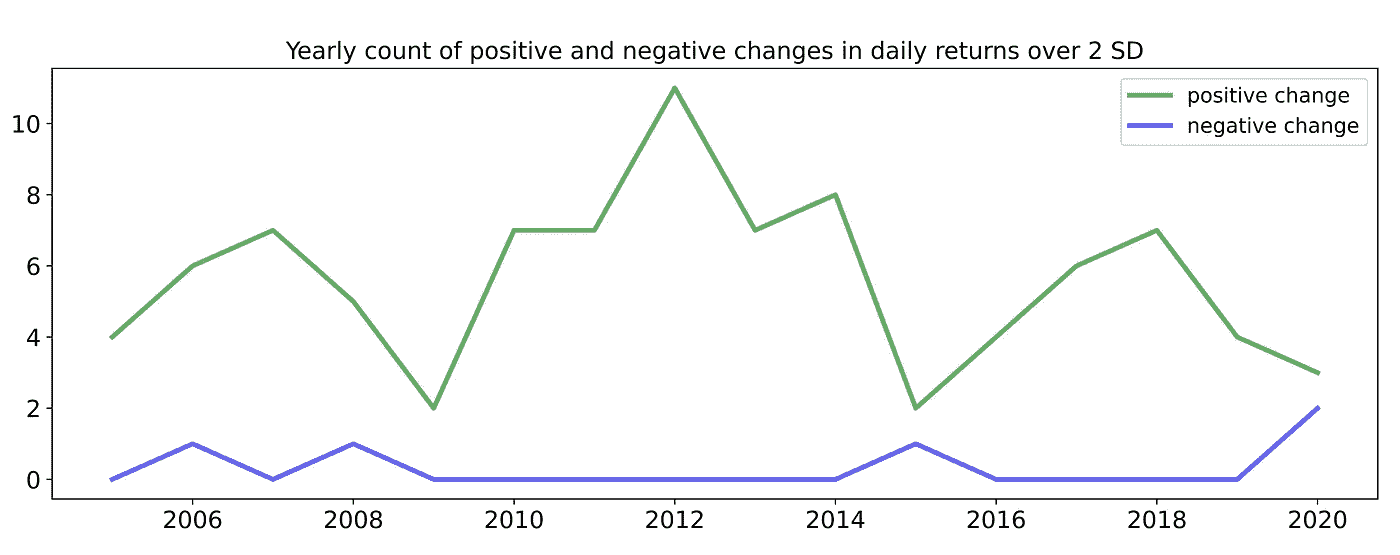 Yearly count of positive and negative changes in daily returns over 2 SD
positive change
negative change
10
8
6
4
2
0
2006 2008 2010 2012 2014 2016 2018 2020